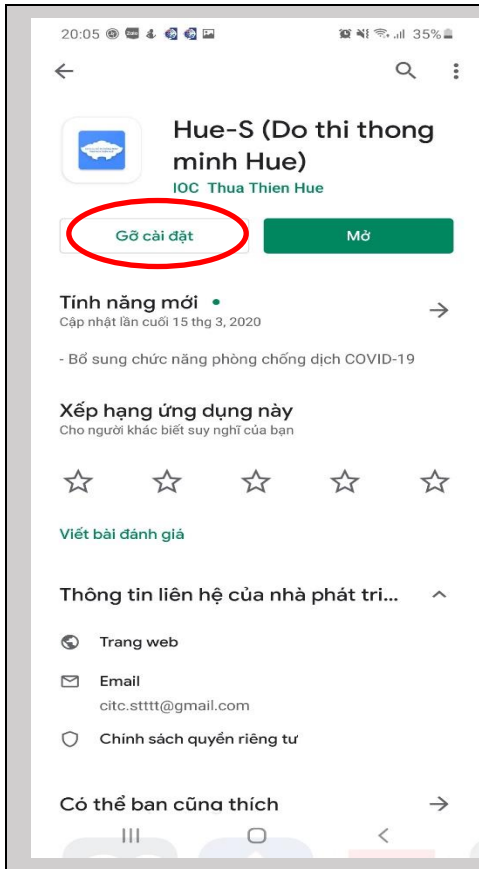 20:05 35%
Hue-S (Do thi thong
minh Hue)
IOC Thua Thien Hue
Gỡ cài đặt
Mở
Tính năng mới
Cập nhật lần cuối 15 thg 3, 2020
- Bổ sung chức năng phòng chống dịch COVID-19
Xếp hạng ứng dụng này
Cho người khác biết suy nghĩ của bạn
Viết bài đánh giá
Thông tin liên hệ của nhà phát tri...
Trang web
Email
citc.stttt@gmail.com
Chính sách quyền riêng tư
Có thể bạn cũng thích